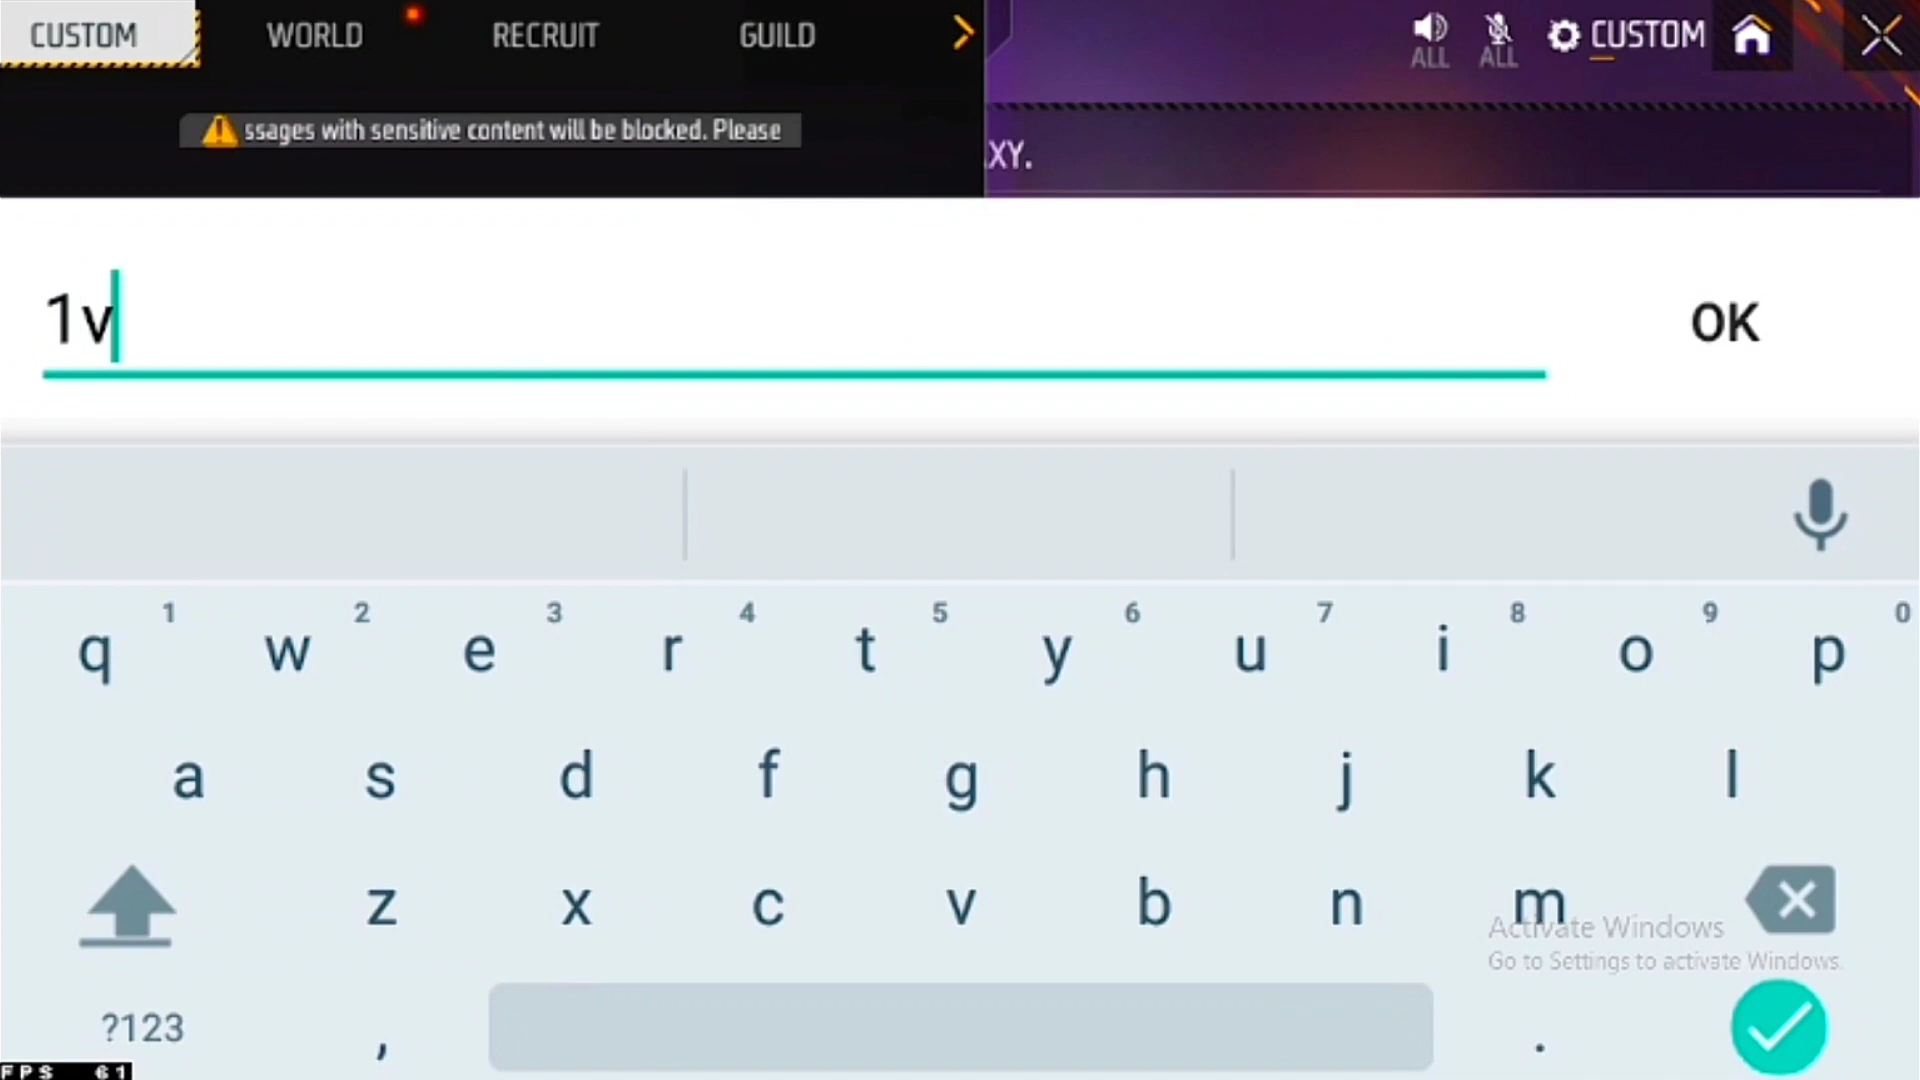 CUSTOM WORLD RECRUIT GUILD ALL ALL CUSTOM
ssages with sensitive content will be blocked. Please
XY.
1v OK
1 2 3 4 5 6 7 8 9 0
q w e r t y u i o p
a s d f g h j k l
z x c v b n m
Activate Windows
Go to Settings to activate Windows.
?123 , .
FPS 61